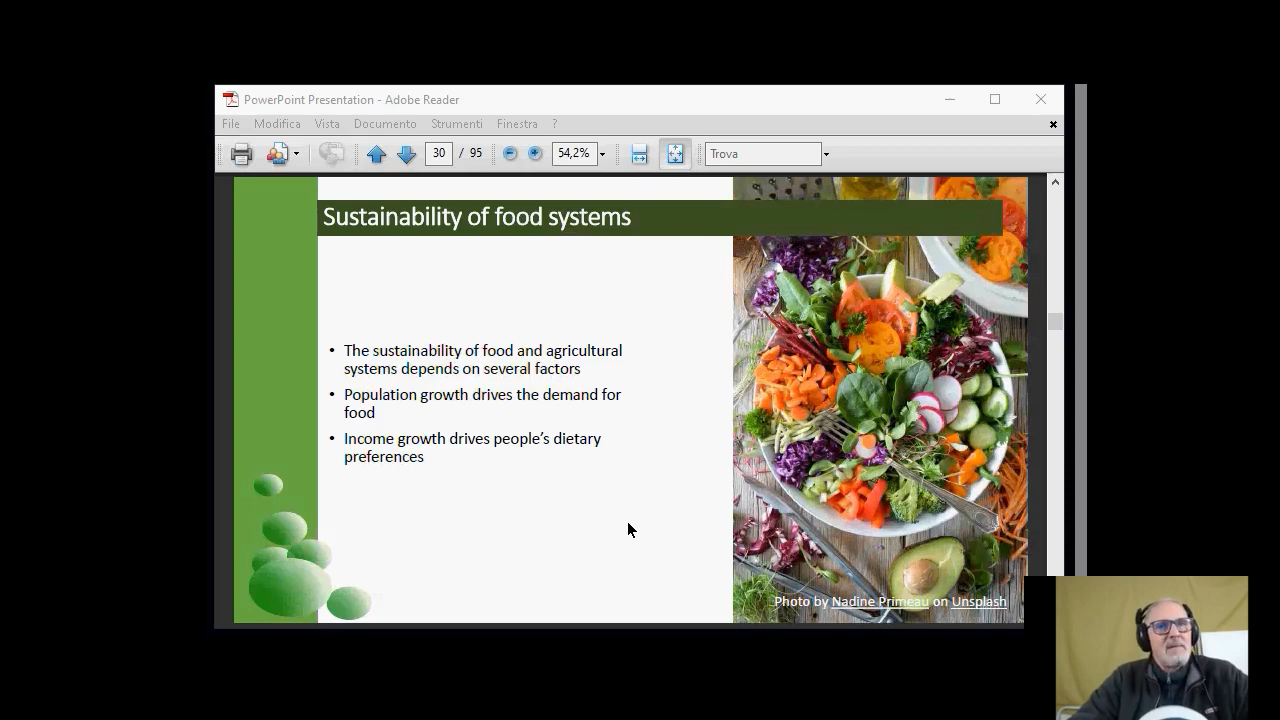 PowerPoint Presentation - Adobe Reader
File Modifica Vista Documento Strumenti Finestra ?
30 / 95 54,2% Trova
Sustainability of food systems
• The sustainability of food and agricultural
systems depends on several factors
• Population growth drives the demand for
food
• Income growth drives people’s dietary
preferences
Photo by Nadine Primeau on Unsplash